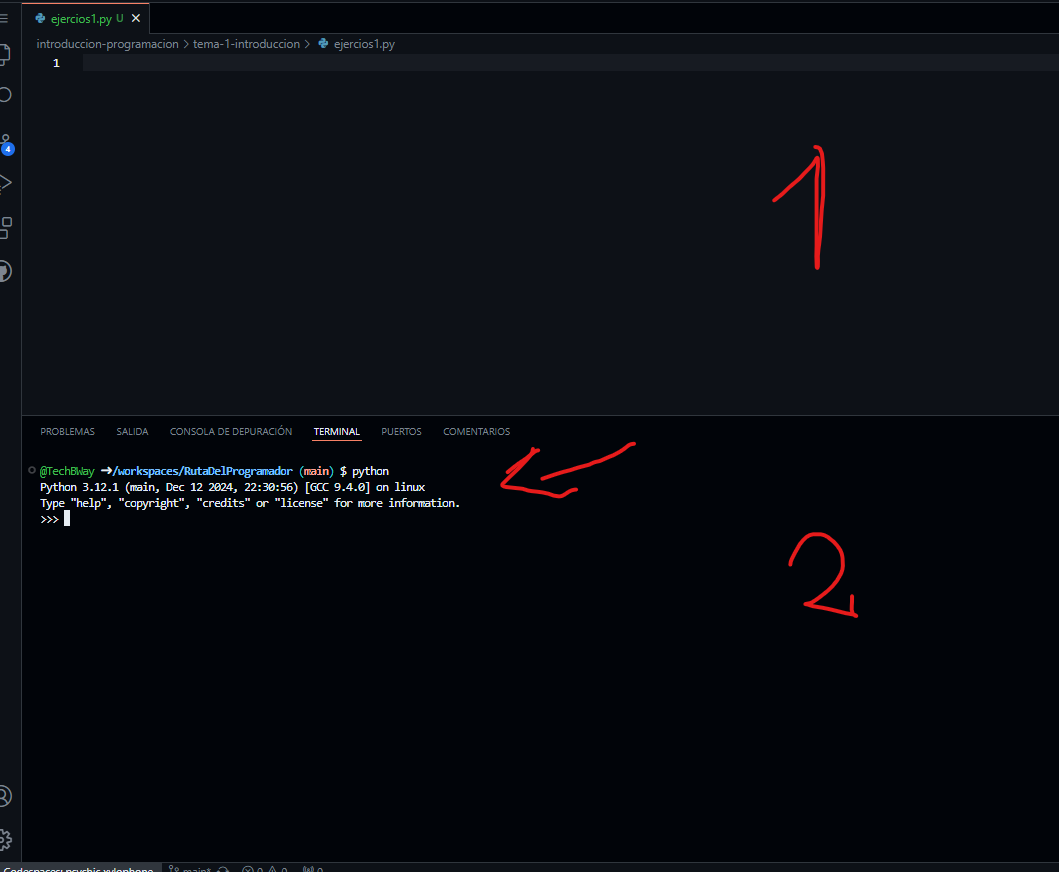 ejercios1.py U
introduccion-programacion > tema-1-introduccion > ejercios1.py
1
1
4
PROBLEMAS SALIDA CONSOLA DE DEPURACIÓN TERMINAL PUERTOS COMENTARIOS
@TechBWay ➜/workspaces/RutaDelProgramador (main) $ python
Python 3.12.1 (main, Dec 12 2024, 22:30:56) [GCC 9.4.0] on linux
Type "help", "copyright", "credits" or "license" for more information.
>>>
2
Codespaces: psychic xylophone main* 0 0 0